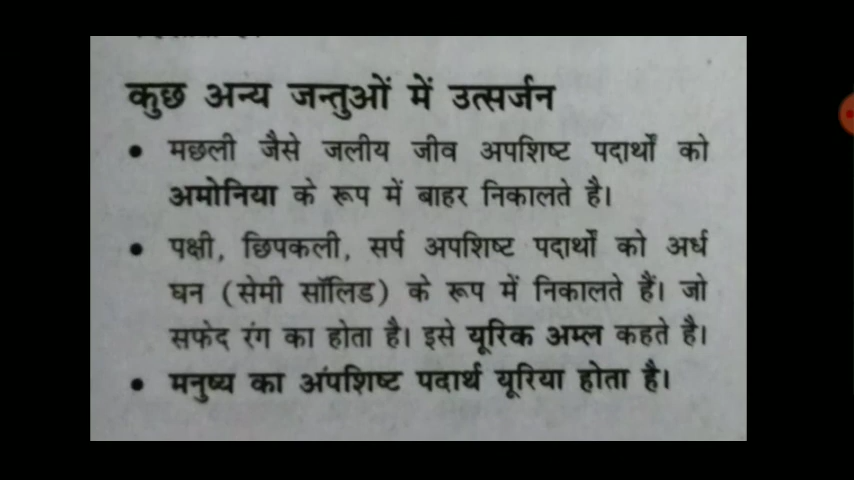 कुछ अन्य जन्तुओं में उत्सर्जन
• मछली जैसे जलीय जीव अपशिष्ट पदार्थों को
अमोनिया के रूप में बाहर निकालते है।
• पक्षी, छिपकली, सर्प अपशिष्ट पदार्थों को अर्ध
घन (सेमी सॉलिड) के रूप में निकालते हैं। जो
सफेद रंग का होता है। इसे यूरिक अम्ल कहते है।
• मनुष्य का अंपशिष्ट पदार्थ यूरिया होता है।